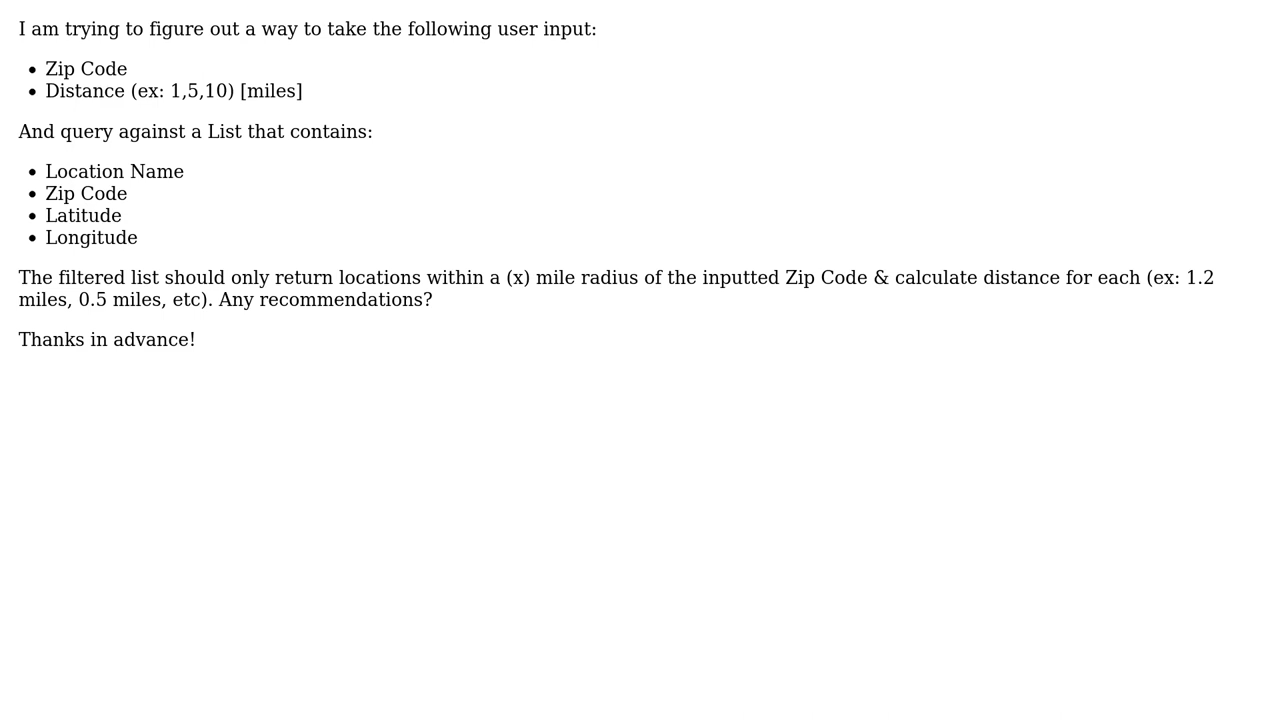 I am trying to figure out a way to take the following user input:
• Zip Code
• Distance (ex: 1,5,10) [miles]
And query against a List that contains:
• Location Name
• Zip Code
• Latitude
• Longitude
The filtered list should only return locations within a (x) mile radius of the inputted Zip Code & calculate distance for each (ex: 1.2
miles, 0.5 miles, etc). Any recommendations?
Thanks in advance!